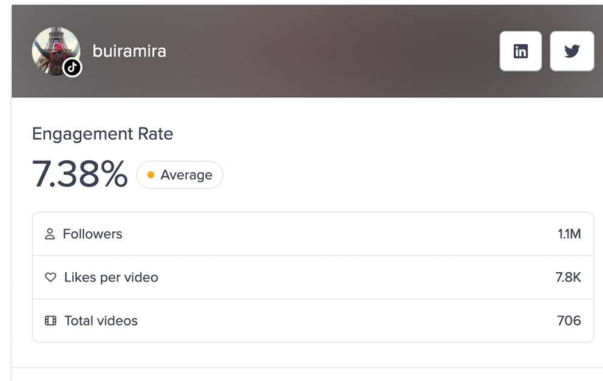 buiramira
Engagement Rate
7.38% Average
Followers 1.1M
Likes per video 7.8K
Total videos 706